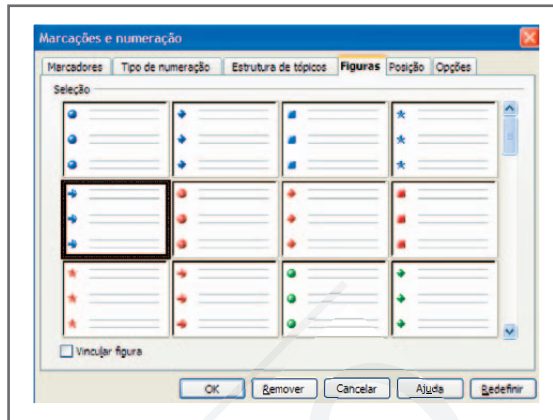 Marcações e numeração
Marcadores Tipo de numeração Estrutura de tópicos Figuras Posição Opções
Seleção
Vincular figura
OK Remover Cancelar Ajuda Redefinir